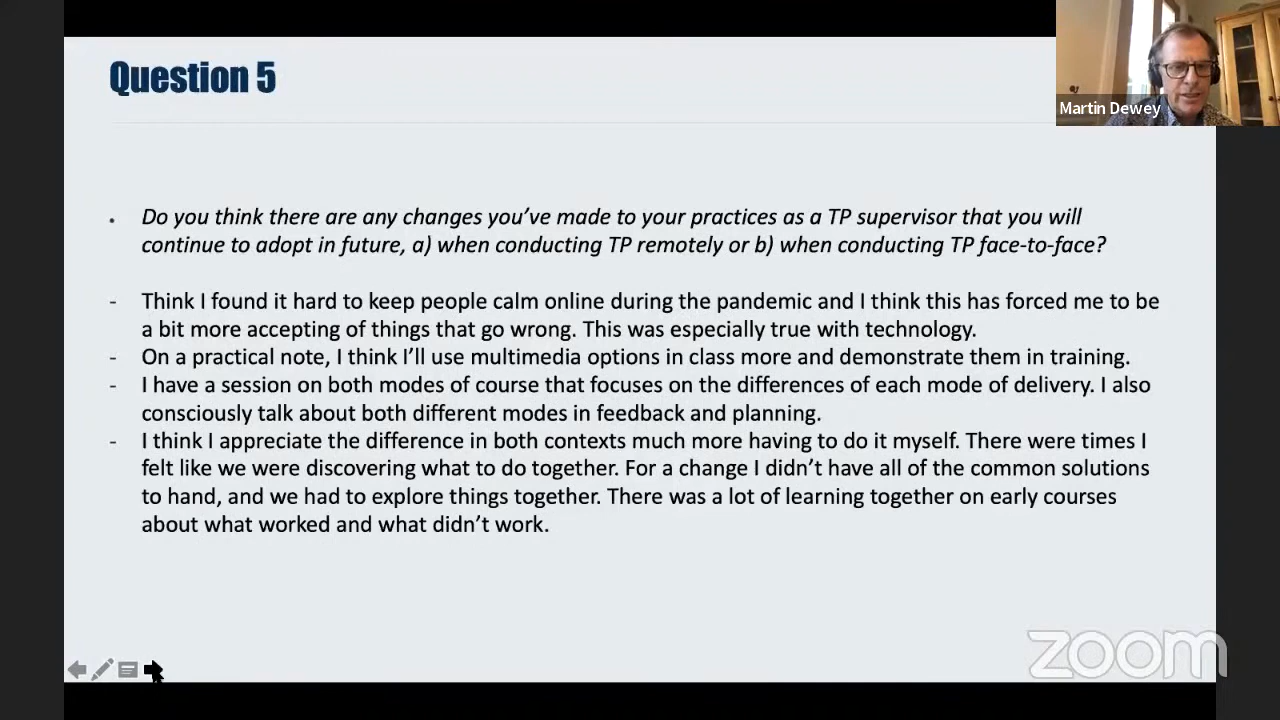 Question 5
Martin Dewey
• Do you think there are any changes you’ve made to your practices as a TP supervisor that you will
continue to adopt in future, a) when conducting TP remotely or b) when conducting TP face-to-face?
- Think I found it hard to keep people calm online during the pandemic and I think this has forced me to be
a bit more accepting of things that go wrong. This was especially true with technology.
- On a practical note, I think I’ll use multimedia options in class more and demonstrate them in training.
- I have a session on both modes of course that focuses on the differences of each mode of delivery. I also
consciously talk about both different modes in feedback and planning.
- I think I appreciate the difference in both contexts much more having to do it myself. There were times I
felt like we were discovering what to do together. For a change I didn’t have all of the common solutions
to hand, and we had to explore things together. There was a lot of learning together on early courses
about what worked and what didn’t work.
zoom